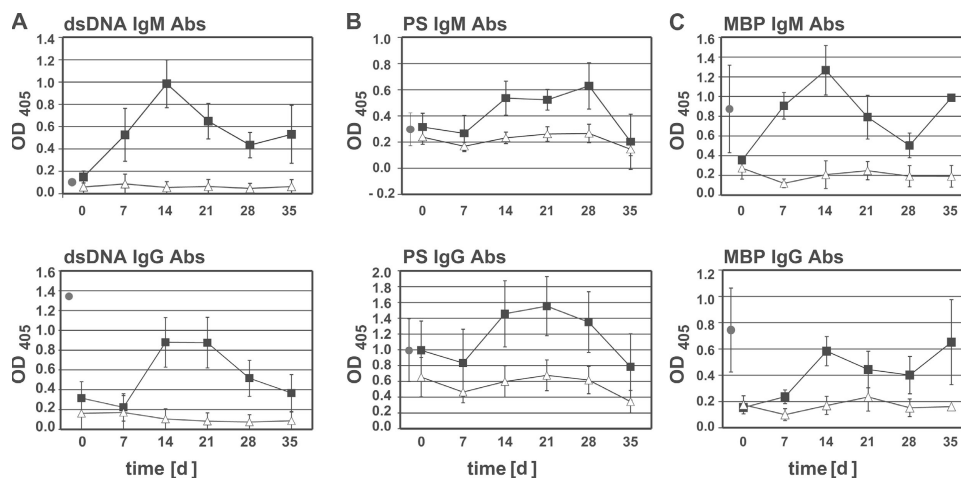 A dsDNA IgM Abs
1.4
1.2
1.0
0.8
0.6
0.4
0.2
0.0
OD 405
0 7 14 21 28 35
B PS IgM Abs
1.0
0.8
0.6
0.4
0.2
0.0
- 0.2
OD 405
0 7 14 21 28 35
C MBP IgM Abs
1.6
1.4
1.2
1.0
0.8
0.6
0.4
0.2
0.0
OD 405
0 7 14 21 28 35
dsDNA IgG Abs
1.6
1.4
1.2
1.0
0.8
0.6
0.4
0.2
0.0
OD 405
0 7 14 21 28 35
time [d]
PS IgG Abs
2.0
1.8
1.6
1.4
1.2
1.0
0.8
0.6
0.4
0.2
0.0
OD 405
0 7 14 21 28 35
time [d]
MBP IgG Abs
1.2
1.0
0.8
0.6
0.4
0.2
0.0
OD 405
0 7 14 21 28 35
time [d]